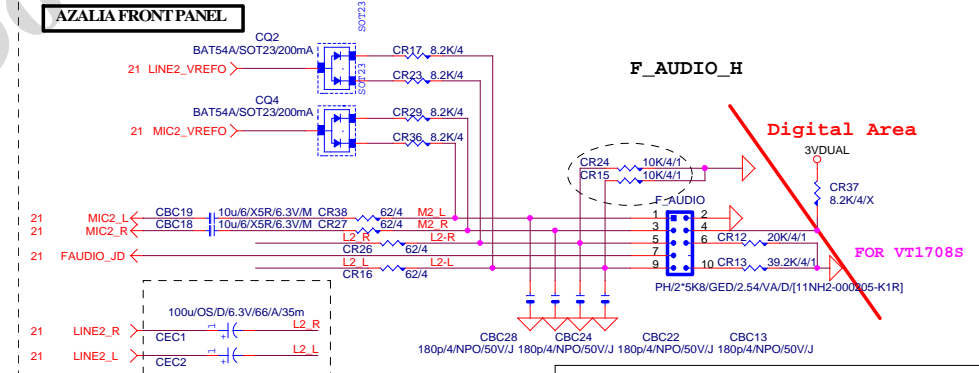 AZALIA FRONT PANEL
SOT23
CQ2
BAT54A/SOT23/200mA
CR17 8.2K/4
21 LINE2_VREFO
SOT23
CR23 8.2K/4
F_AUDIO_H
CQ4
BAT54A/SOT23/200mA
CR29 8.2K/4
21 MIC2_VREFO
CR36 8.2K/4
Digital Area
3VDUAL
CR24 10K/4/1
CR15 10K/4/1
CR37
8.2K/4/X
F_AUDIO
21 MIC2_L CBC19 10u/6/X5R/6.3V/M CR38 62/4 M2_L 1 2
21 MIC2_R CBC18 10u/6/X5R/6.3V/M CR27 62/4 M2_R 3 4
L2_R L2-R 5 6 CR12 20K/4/1
21 FAUDIO_JD CR26 62/4 7
FOR VT1708S
L2_L L2-L 9 10 CR13 39.2K/4/1
CR16 62/4
PH/2*5K8/GED/2.54/VA/D/[11NH2-000205-K1R]
100u/OS/D/6.3V/66/A/35m
21 LINE2_R 1 L2_R
+
CEC1
CBC28 CBC24 CBC22 CBC13
180p/4/NPO/50V/J 180p/4/NPO/50V/J 180p/4/NPO/50V/J 180p/4/NPO/50V/J
21 LINE2_L 1 L2_L
+
CEC2